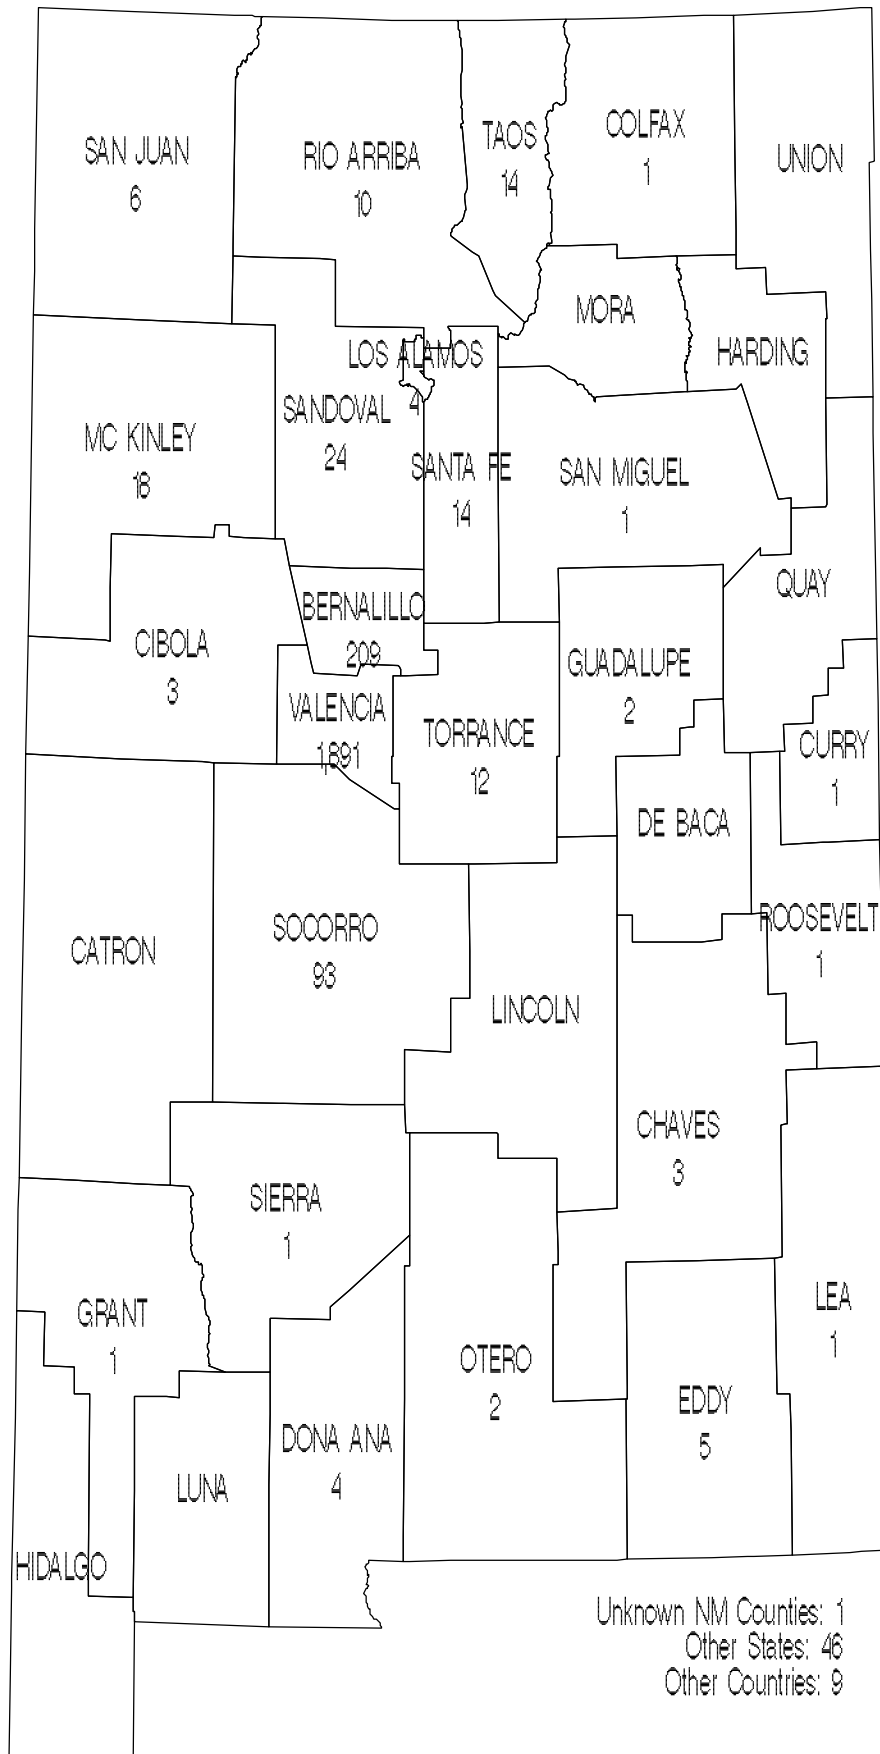 SAN JUAN
6
RIO ARRIBA
10
TAOS
14
COLFAX
1
UNION
MORA
HARDING
LOS ALAMOS
4
SANDOVAL
24
MC KINLEY
18
SANTA FE
14
SAN MIGUEL
1
QUAY
BERNALILLO
209
CIBOLA
3
GUADALUPE
2
VALENCIA
1,891
TORRANCE
12
CURRY
1
DE BACA
ROOSEVELT
1
CATRON
SOCORRO
93
LINCOLN
CHAVES
3
SIERRA
1
GRANT
1
LEA
1
OTERO
2
EDDY
5
DONA ANA
4
LUNA
HIDALGO
Unknown NM Counties: 1
Other States: 46
Other Countries: 9